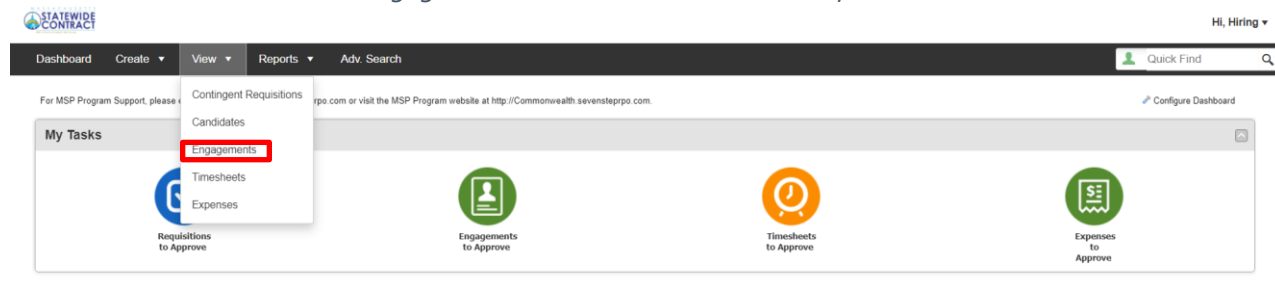 STATEWIDE
CONTRACT
Hi, Hiring
Dashboard Create View Reports Adv. Search Quick Find
For MSP Program Support, please rpo.com or visit the MSP Program website at http://Commonwealth.sevensteprpo.com. Configure Dashboard
Contingent Requisitions
Candidates
Engagements
Timesheets
Expenses
My Tasks
Requisitions
to Approve
Engagements
to Approve
Timesheets
to Approve
Expenses
to
Approve